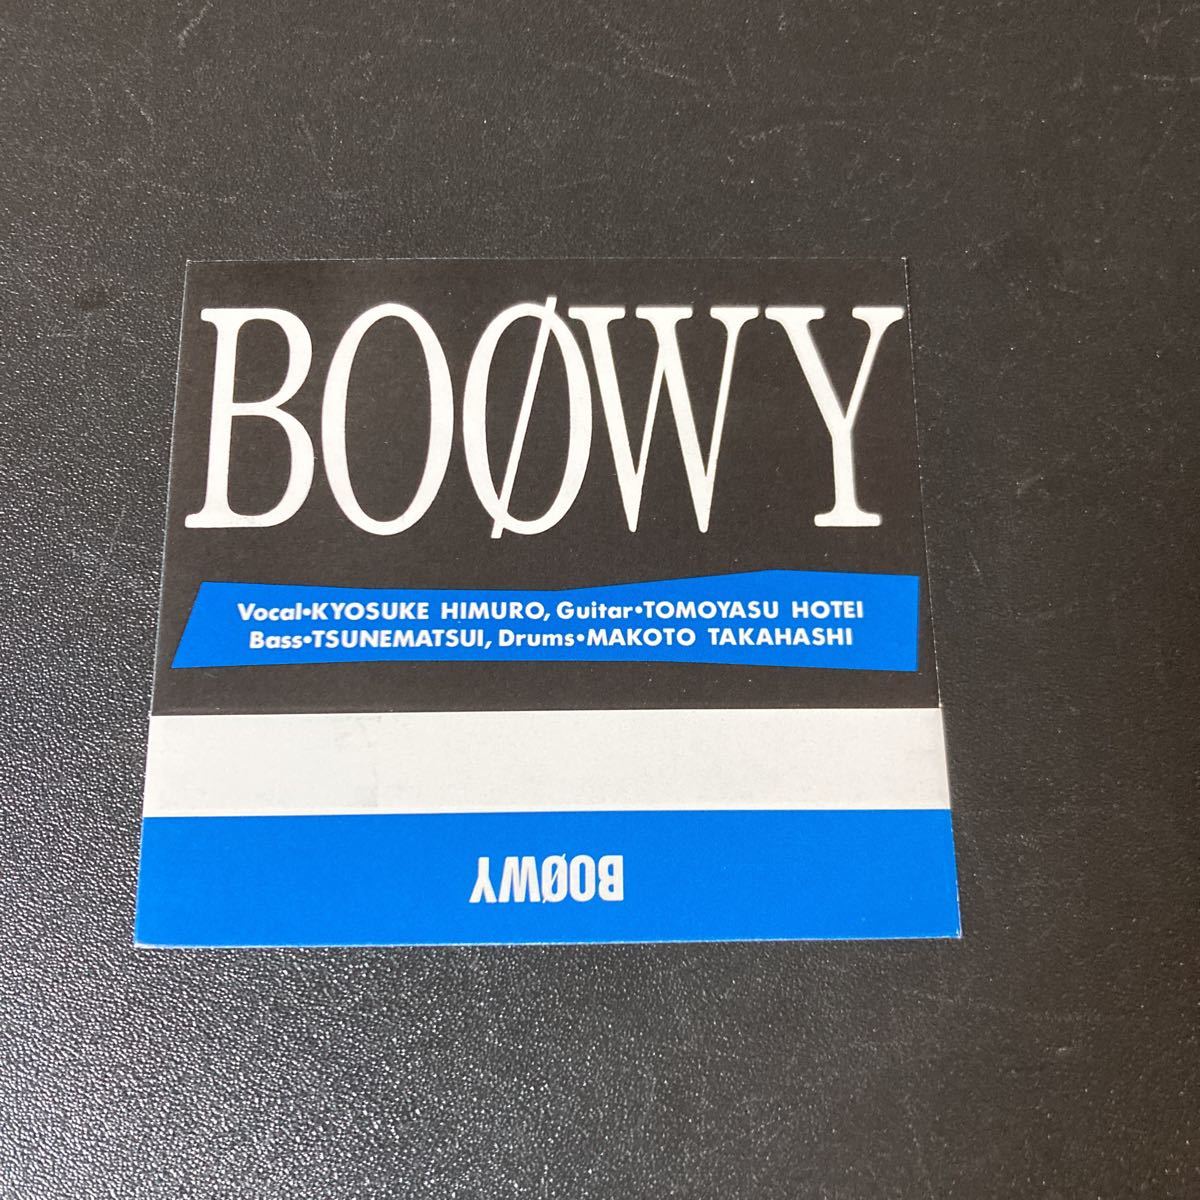 BOØWY
Vocal•KYOSUKE HIMURO, Guitar•TOMOYASU HOTEI
Bass•TSUNEMATSUI, Drums•MAKOTO TAKAHASHI
BOØWY